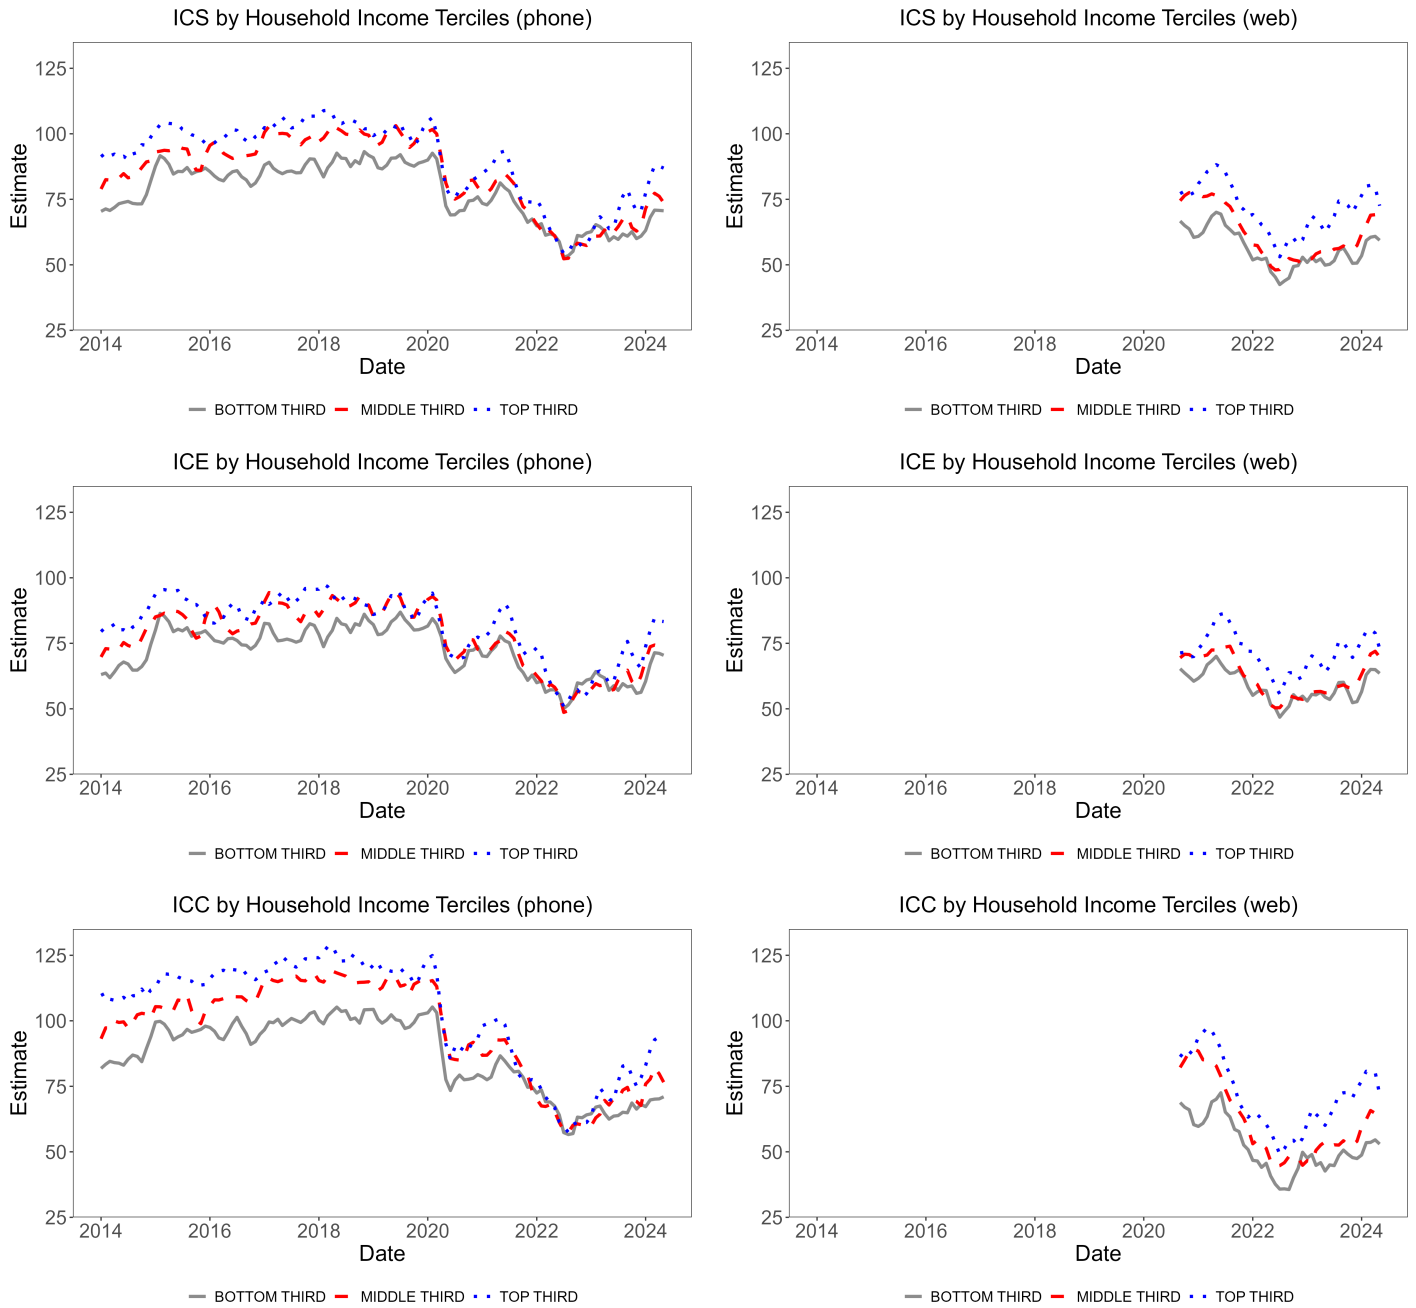 ICS by Household Income Terciles (phone)
125
100
75
50
25
Estimate
2014 2016 2018 2020 2022 2024
Date
BOTTOM THIRD MIDDLE THIRD TOP THIRD
ICS by Household Income Terciles (web)
125
100
75
50
25
Estimate
2014 2016 2018 2020 2022 2024
Date
BOTTOM THIRD MIDDLE THIRD TOP THIRD
ICE by Household Income Terciles (phone)
125
100
75
50
25
Estimate
2014 2016 2018 2020 2022 2024
Date
BOTTOM THIRD MIDDLE THIRD TOP THIRD
ICE by Household Income Terciles (web)
125
100
75
50
25
Estimate
2014 2016 2018 2020 2022 2024
Date
BOTTOM THIRD MIDDLE THIRD TOP THIRD
ICC by Household Income Terciles (phone)
125
100
75
50
25
Estimate
2014 2016 2018 2020 2022 2024
Date
BOTTOM THIRD MIDDLE THIRD TOP THIRD
ICC by Household Income Terciles (web)
125
100
75
50
25
Estimate
2014 2016 2018 2020 2022 2024
Date
BOTTOM THIRD MIDDLE THIRD TOP THIRD